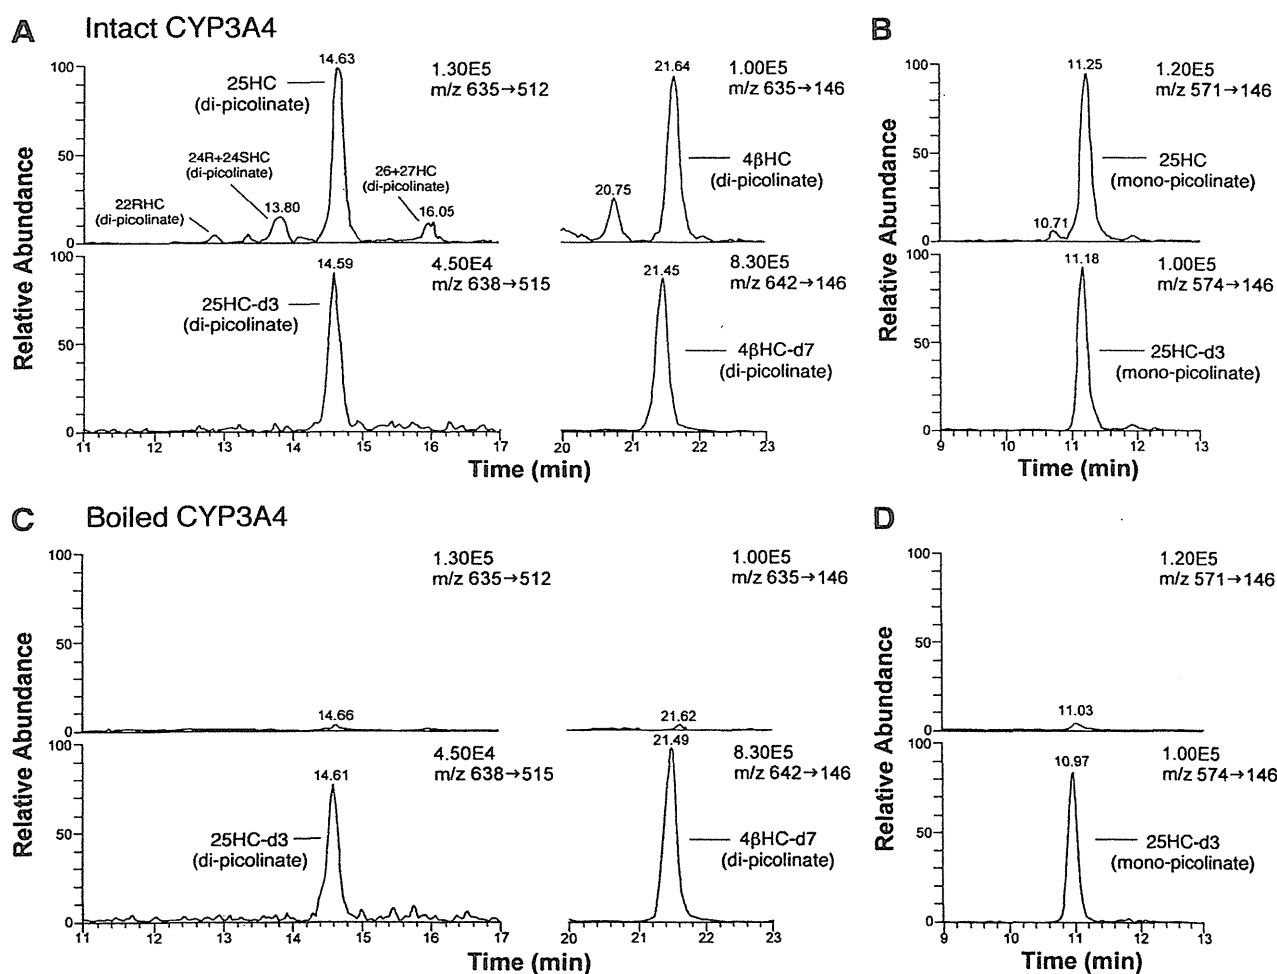 A Intact CYP3A4
14.63
100
25HC
(di-picolinate)
1.30E5
m/z 635→512
24R+24SHC
(di-picolinate)
50
22RHC
(di-picolinate)
13.80
26+27HC
(di-picolinate)
16.05
0
21.64
1.00E5
m/z 635→146
4βHC
(di-picolinate)
20.75
100
14.59
4.50E4
m/z 638→515
25HC-d3
(di-picolinate)
50
0
11 12 13 14 15 16 17
21.45
8.30E5
m/z 642→146
4βHC-d7
(di-picolinate)
20 21 22 23
Relative Abundance
Time (min)
B
11.25
100
1.20E5
m/z 571→146
50
25HC
(mono-picolinate)
10.71
0
100
11.18
1.00E5
m/z 574→146
50
25HC-d3
(mono-picolinate)
0
9 10 11 12 13
Relative Abundance
Time (min)
C Boiled CYP3A4
100
1.30E5
m/z 635→512
50
14.66
0
1.00E5
m/z 635→146
21.62
100
14.61
4.50E4
m/z 638→515
50
25HC-d3
(di-picolinate)
0
11 12 13 14 15 16 17
21.49
8.30E5
m/z 642→146
4βHC-d7
(di-picolinate)
20 21 22 23
Relative Abundance
Time (min)
D
100
1.20E5
m/z 571→146
50
11.03
0
100
10.97
1.00E5
m/z 574→146
50
25HC-d3
(mono-picolinate)
0
9 10 11 12 13
Relative Abundance
Time (min)